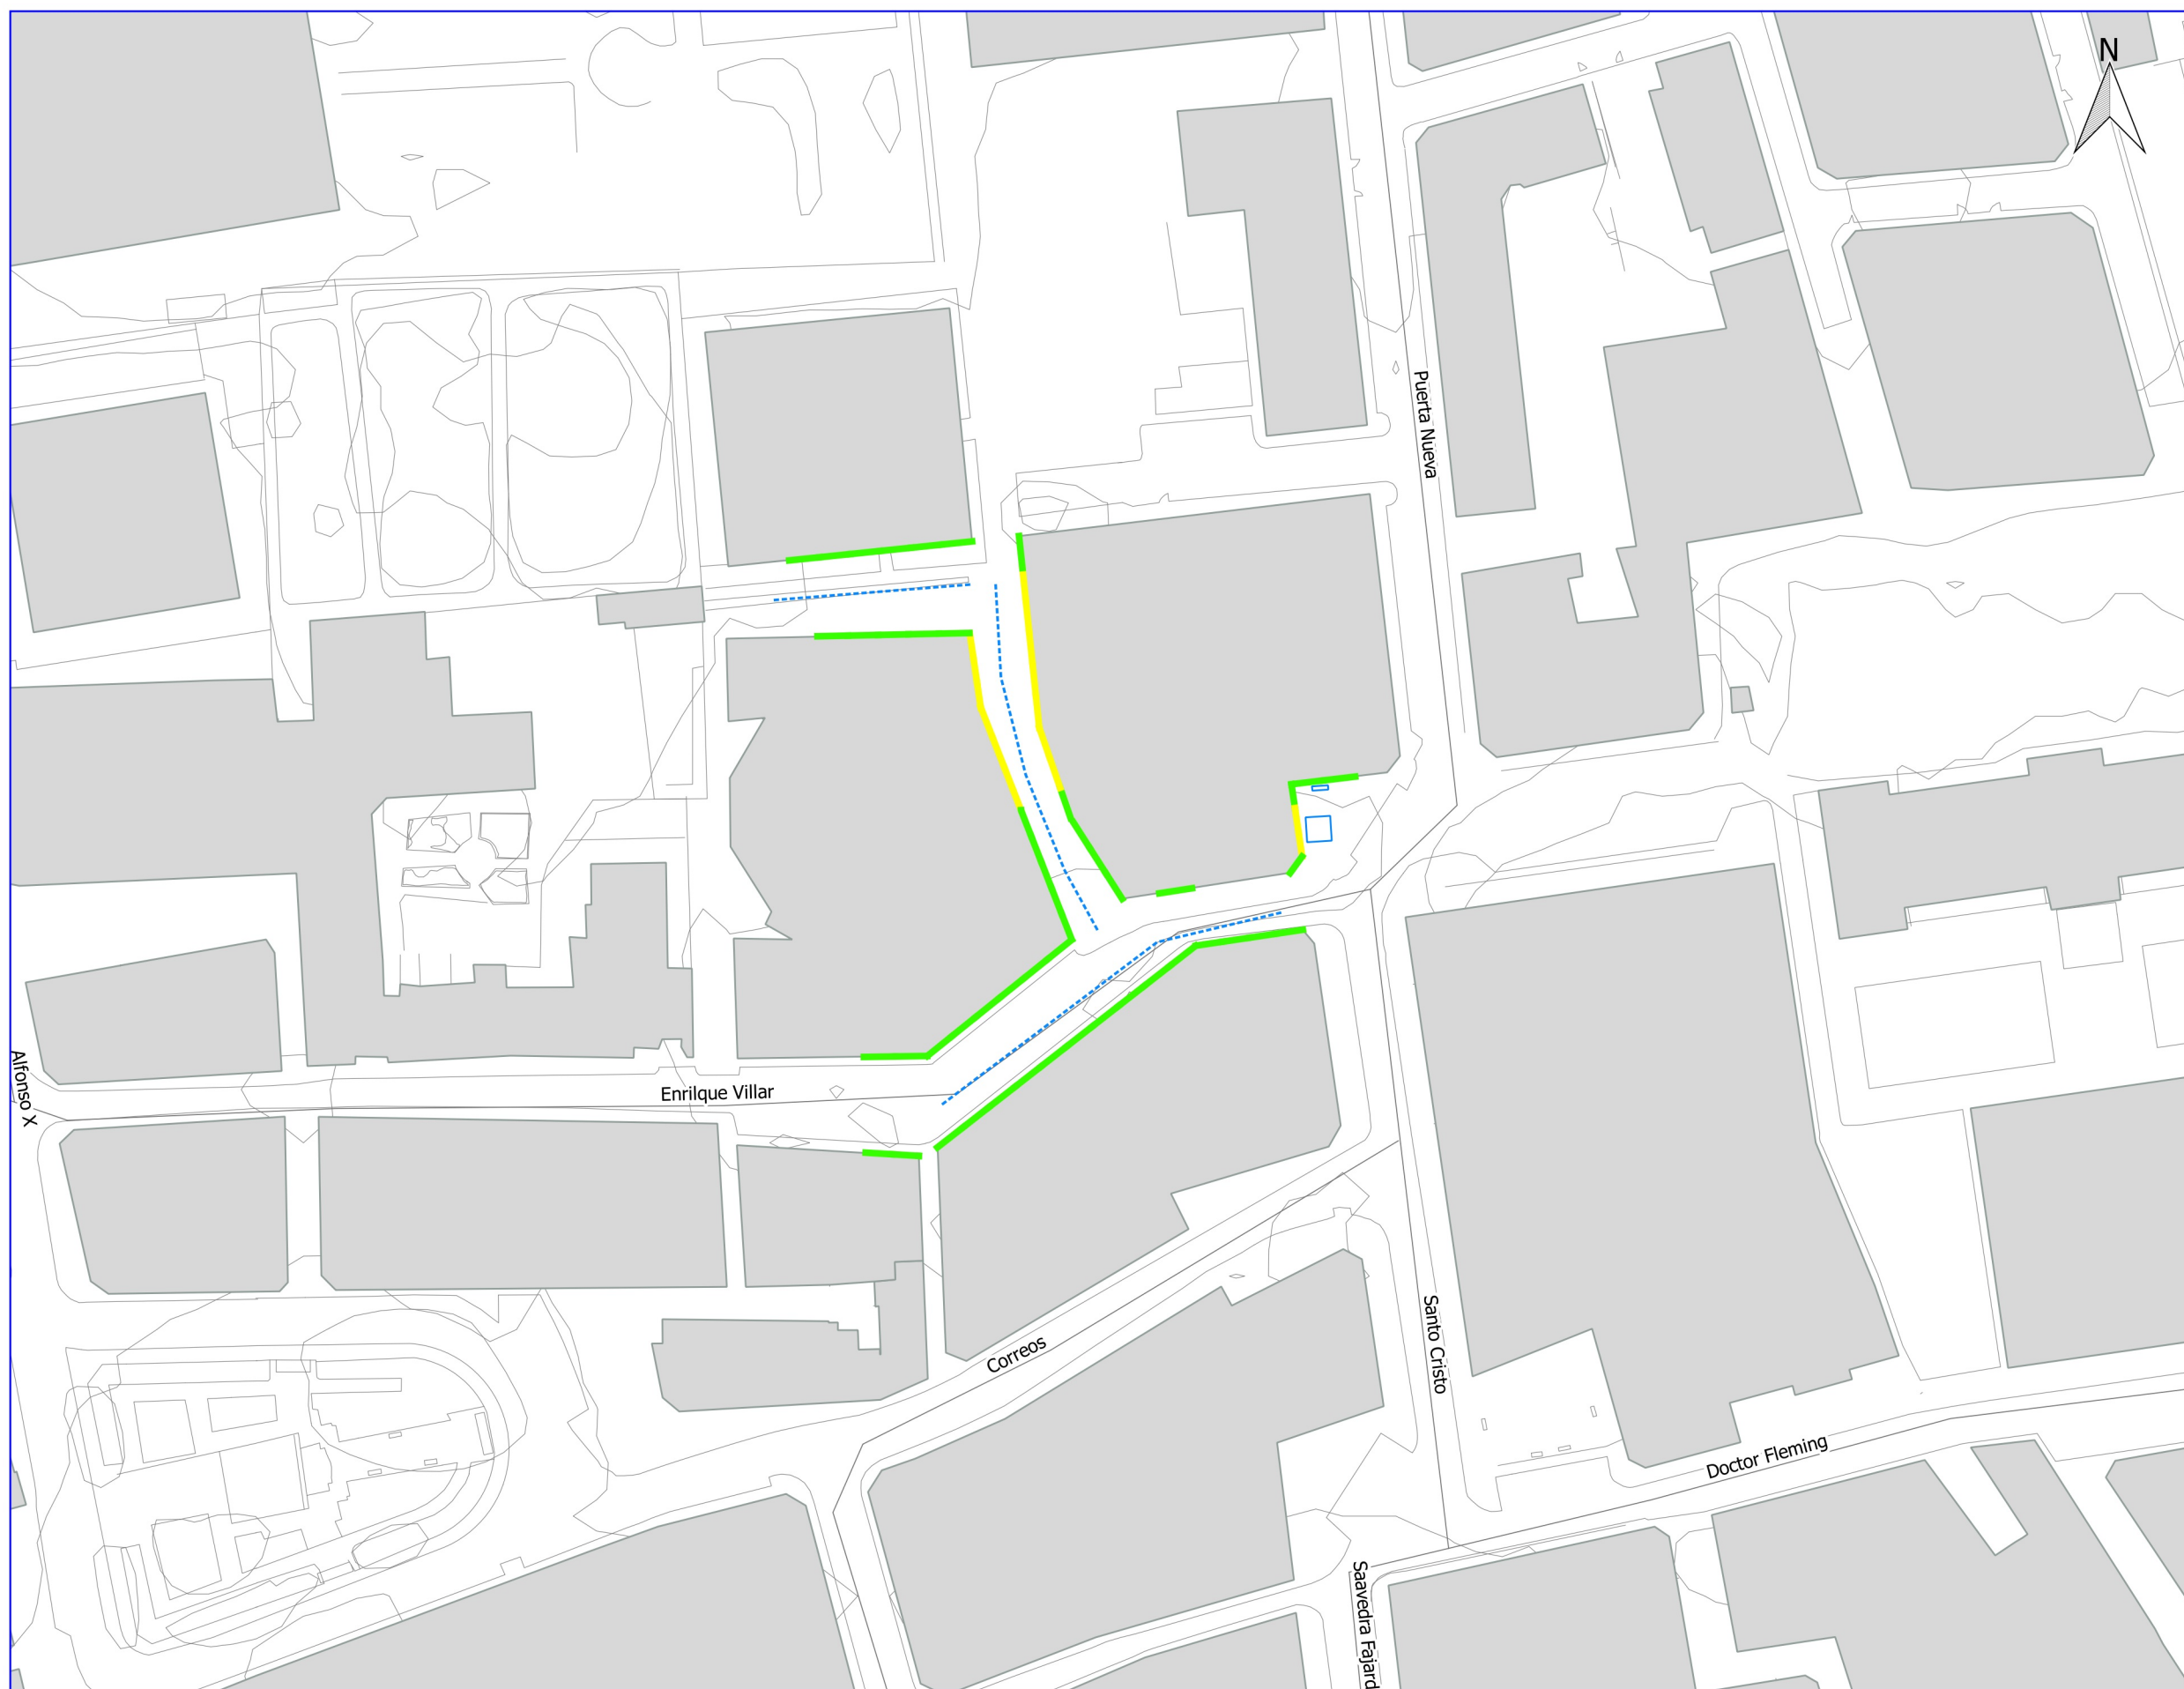 N
Puerta Nueva
Alfonso X
Enrilque Villar
Santo Cristo
Correos
Doctor Fleming
Saavedra Fajard